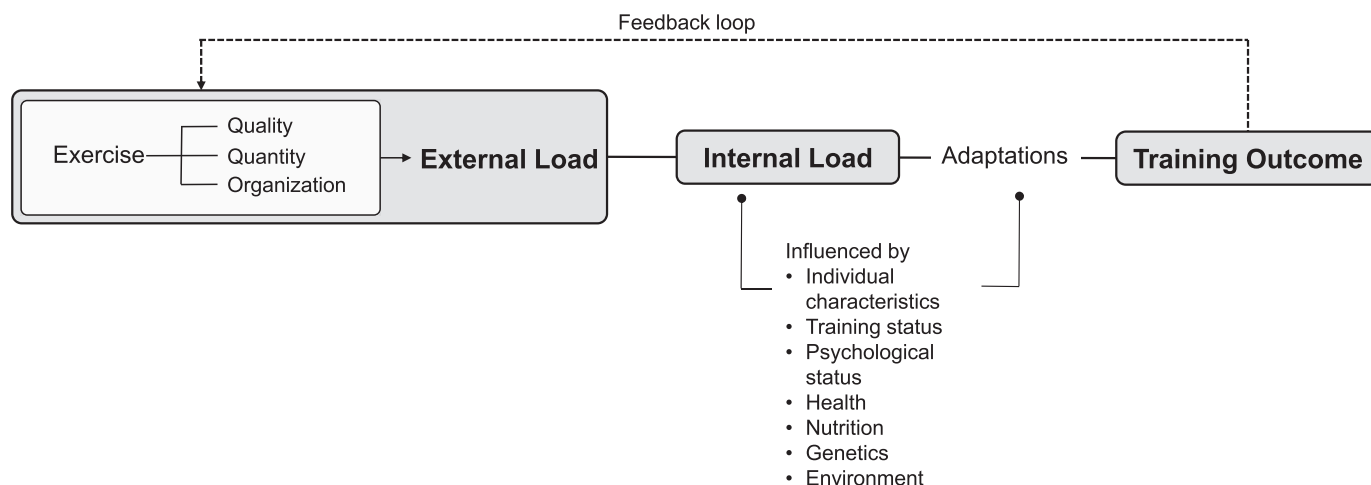 Feedback loop
Exercise
Quality
Quantity
Organization
External Load
Internal Load
Adaptations
Training Outcome
Influenced by
• Individual
characteristics
• Training status
• Psychological
status
• Health
• Nutrition
• Genetics
• Environment